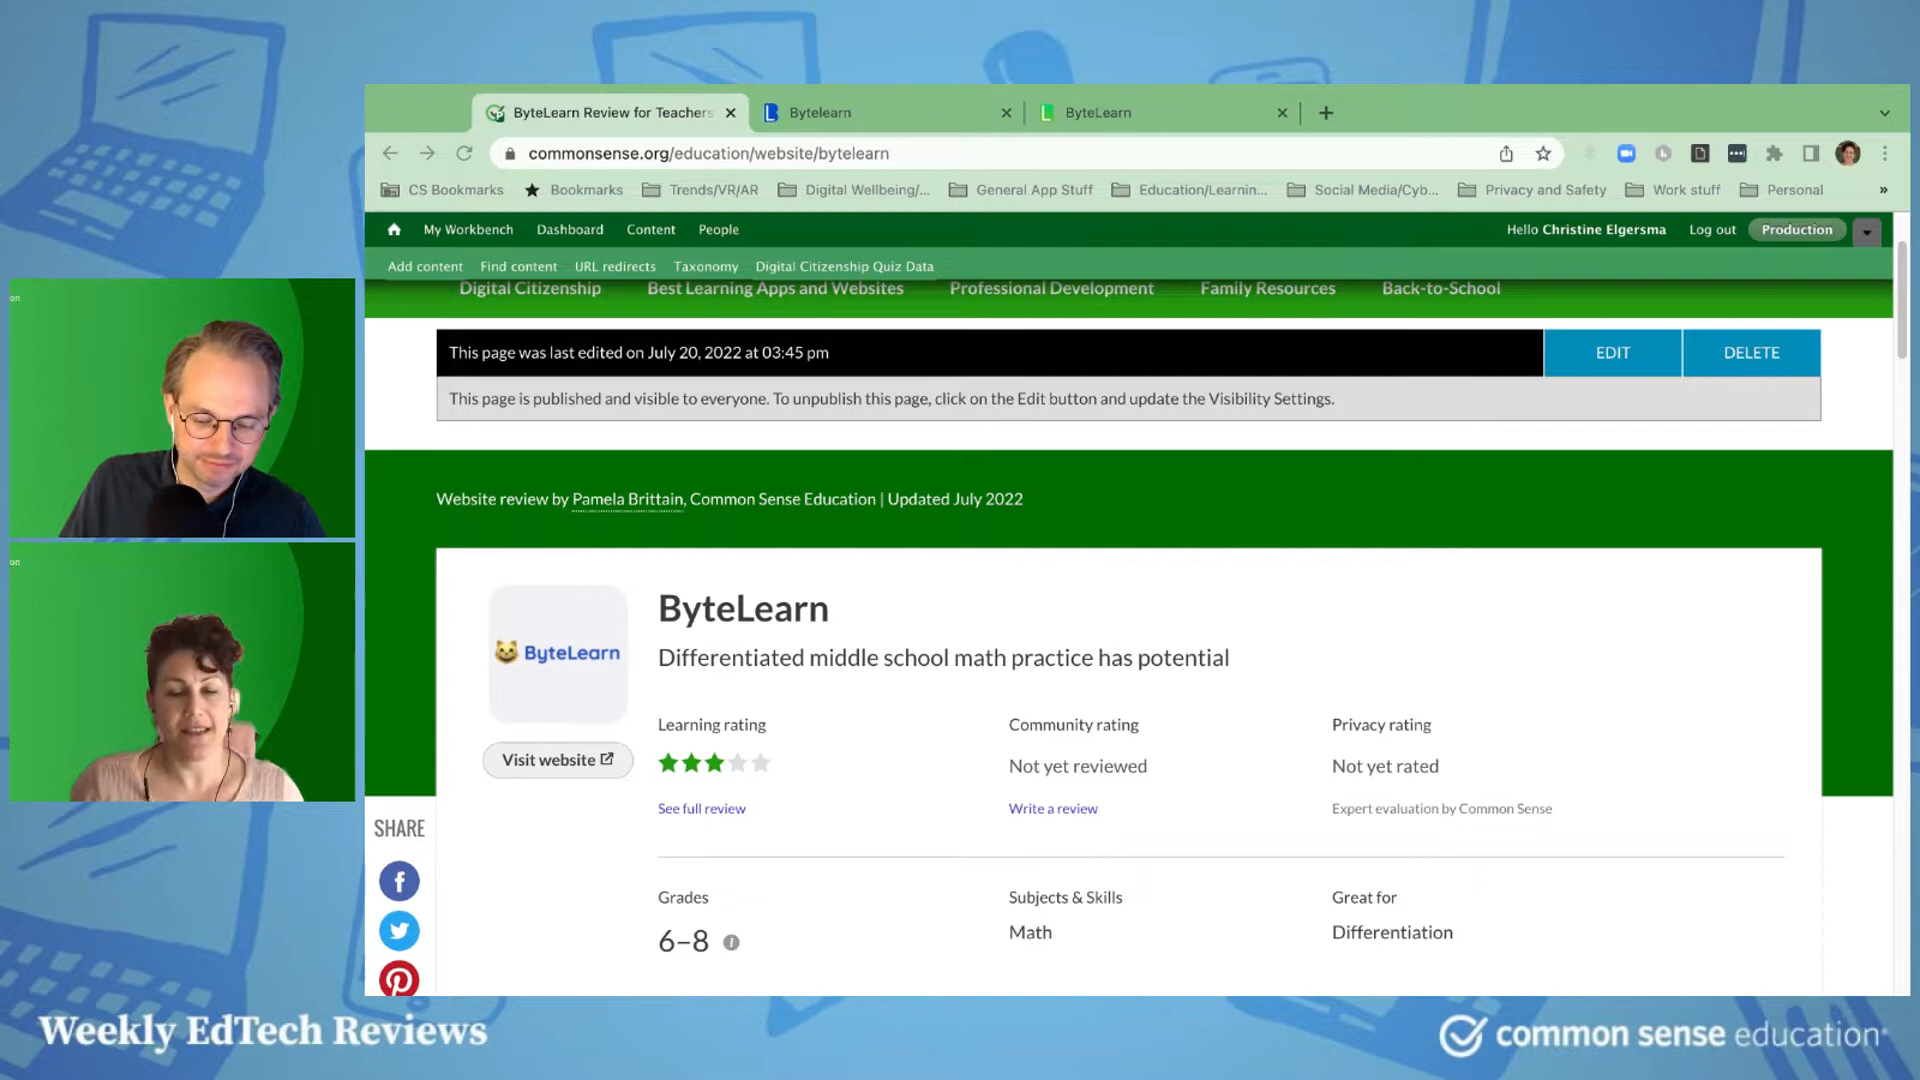 ByteLearn Review for Teachers
Bytelearn
ByteLearn
commonsense.org/education/website/bytelearn
CS Bookmarks
Bookmarks
Trends/VR/AR
Digital Wellbeing/...
General App Stuff
Education/Learnin...
Social Media/Cyb...
Privacy and Safety
Work stuff
Personal
»
My Workbench
Dashboard
Content
People
Hello Christine Elgersma
Log out
Production
Add content
Find content
URL redirects
Taxonomy
Digital Citizenship Quiz Data
Digital Citizenship
Best Learning Apps and Websites
Professional Development
Family Resources
Back-to-School
This page was last edited on July 20, 2022 at 03:45 pm
EDIT
DELETE
This page is published and visible to everyone. To unpublish this page, click on the Edit button and update the Visibility Settings.
on
Website review by Pamela Brittain, Common Sense Education | Updated July 2022
on
ByteLearn
ByteLearn
Differentiated middle school math practice has potential
Visit website
Learning rating
Community rating
Privacy rating
Not yet reviewed
Not yet rated
See full review
Write a review
Expert evaluation by Common Sense
SHARE
Grades
Subjects & Skills
Great for
6–8
Math
Differentiation
Weekly EdTech Reviews
common sense education